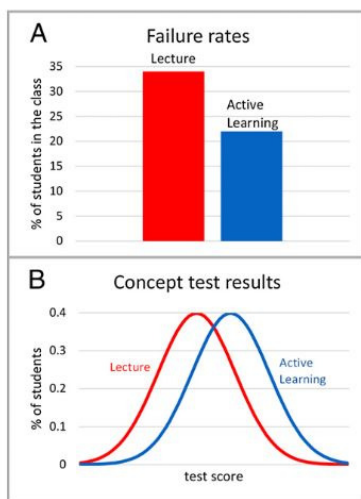 A
Failure rates
Lecture
Active
Learning
% of students in the class
35
30
25
20
15
10
5
0
B
Concept test results
% of students
0.4
0.3
0.2
0.1
0
Lecture
Active
Learning
test score